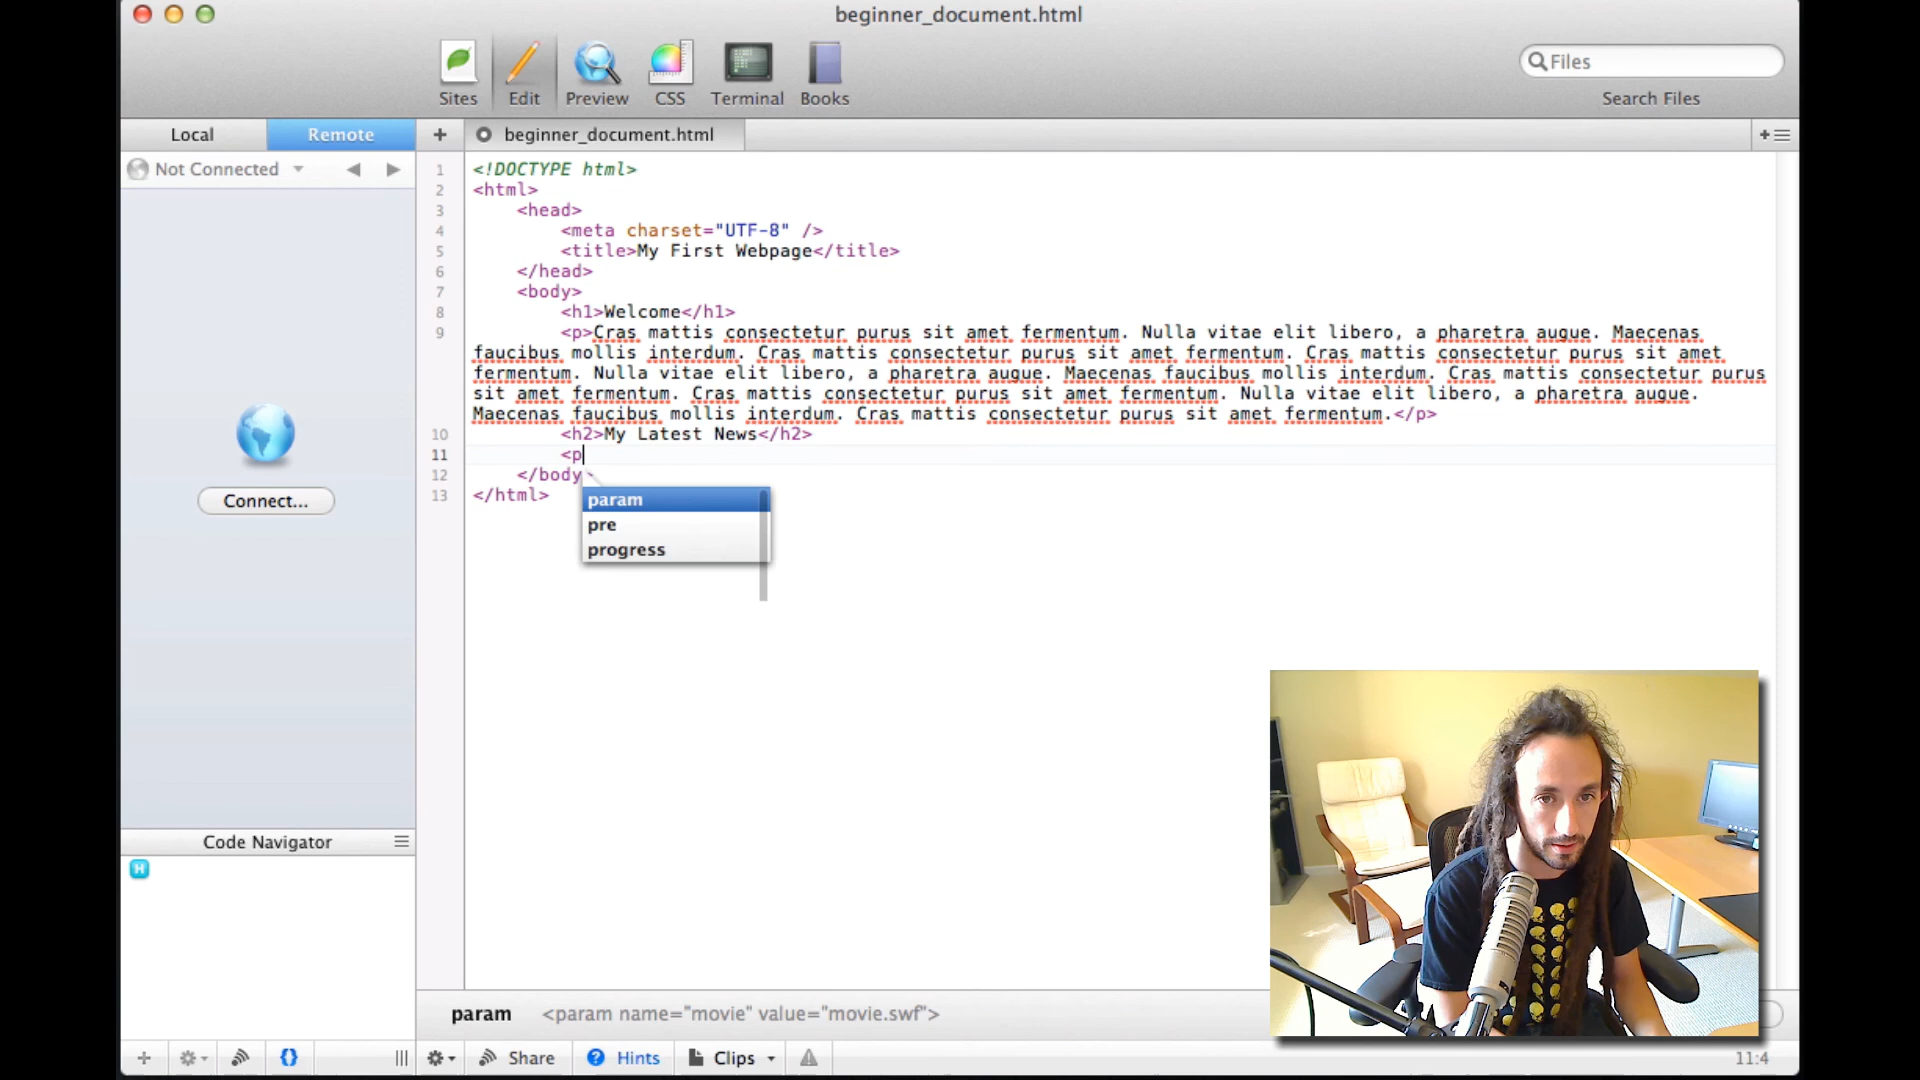 beginner_document.html
Sites Edit Preview CSS Terminal Books
Files
Search Files
Local Remote + beginner_document.html
Not Connected
1 <!DOCTYPE html>
2 <html>
3 <head>
4 <meta charset="UTF-8" />
5 <title>My First Webpage</title>
6 </head>
7 <body>
8 <h1>Welcome</h1>
9 <p>Cras mattis consectetur purus sit amet fermentum. Nulla vitae elit libero, a pharetra augue. Maecenas
faucibus mollis interdum. Cras mattis consectetur purus sit amet fermentum. Cras mattis consectetur purus sit amet
fermentum. Nulla vitae elit libero, a pharetra augue. Maecenas faucibus mollis interdum. Cras mattis consectetur purus
sit amet fermentum. Cras mattis consectetur purus sit amet fermentum. Nulla vitae elit libero, a pharetra augue.
Maecenas faucibus mollis interdum. Cras mattis consectetur purus sit amet fermentum.</p>
10 <h2>My Latest News</h2>
11 <p
12 </body
13 </html>
param
pre
progress
Connect...
Code Navigator
H
param <param name="movie" value="movie.swf">
Share ? Hints Clips 11:4